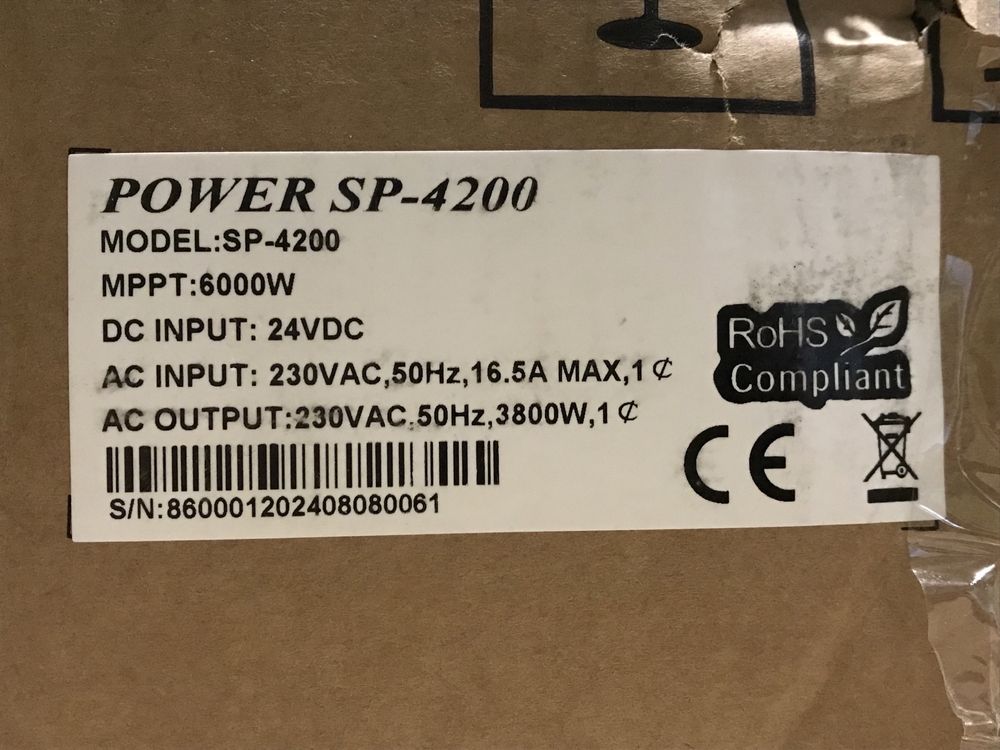 POWER SP-4200
MODEL:SP-4200
MPPT:6000W
DC INPUT: 24VDC
AC INPUT: 230VAC,50Hz,16.5A MAX,1 ₵
AC OUTPUT:230VAC.50Hz,3800W,1 ₵
S/N:860001202408080061
RoHS
Compliant
CE